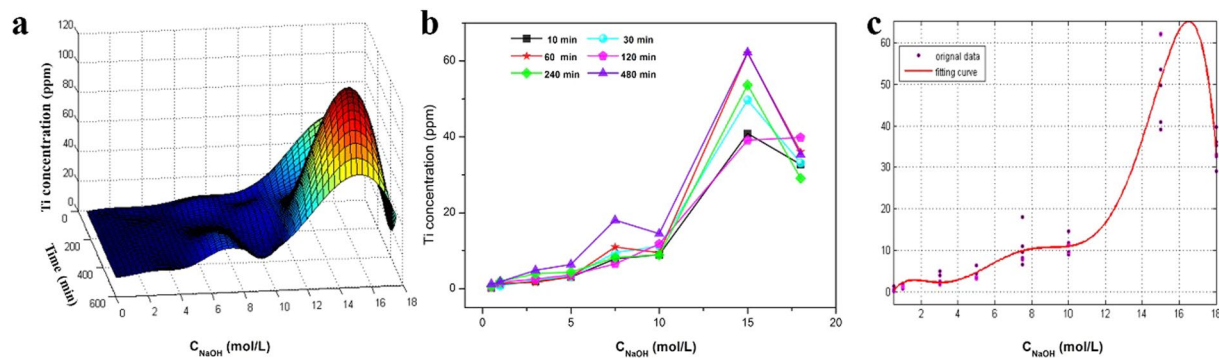 a
120
100
80
60
40
20
0
Ti concentration (ppm)
0
200
400
600
Time (min)
0 2 4 6 8 10 12 14 16 18
C_NaOH (mol/L)
b
10 min 30 min
60 min 120 min
240 min 480 min
60
40
20
0
Ti concentration (ppm)
0 5 10 15 20
C_NaOH (mol/L)
c
orignal data
fitting curve
60
50
40
30
20
10
0
2 4 6 8 10 12 14 16 18
C_NaOH (mol/L)